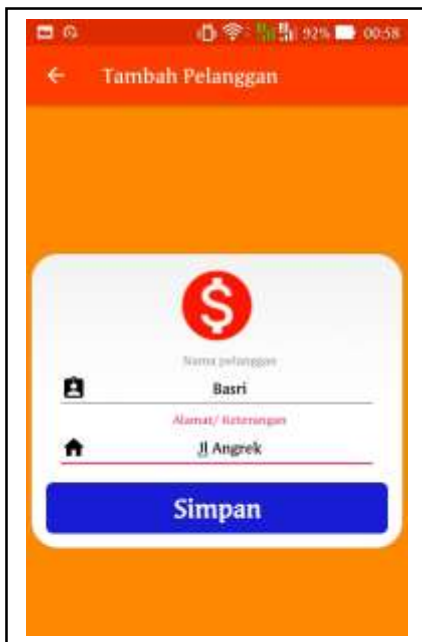 92% 00:58
Tambah Pelanggan
$
Nama pelanggan
Basri
Alamat/ Keterangan
Jl Angrek
Simpan